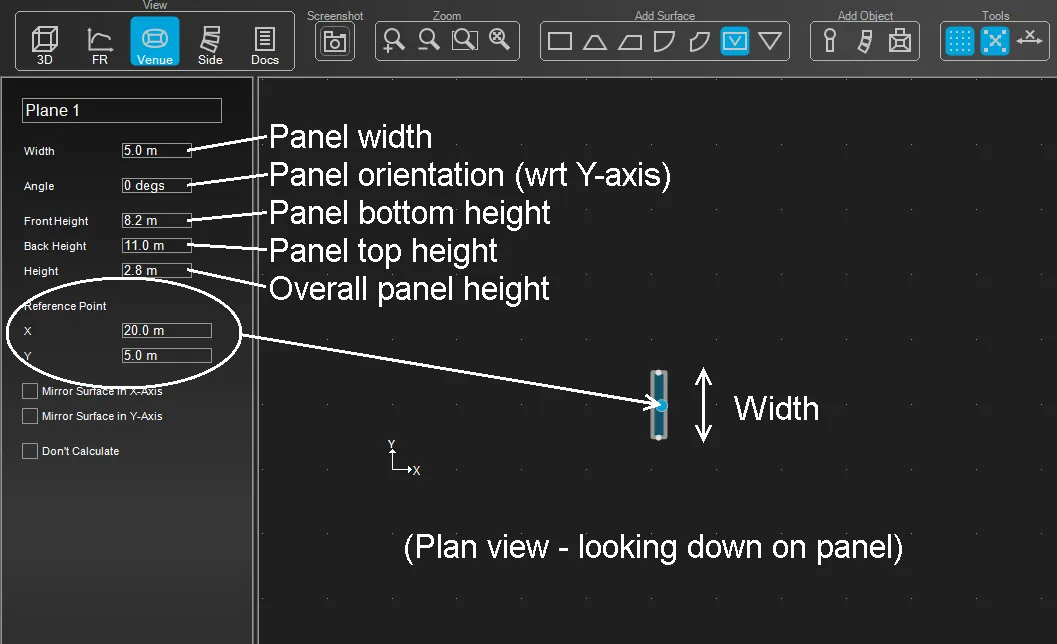 View
Screenshot
Zoom
Add Surface
Add Object
Tools
3D
FR
Venue
Side
Docs
Plane 1
Width 5.0 m
Panel width
Angle 0 degs
Panel orientation (wrt Y-axis)
Front Height 8.2 m
Panel bottom height
Back Height 11.0 m
Panel top height
Height 2.8 m
Overall panel height
Reference Point
X 20.0 m
Y 5.0 m
Mirror Surface in X-Axis
Mirror Surface in Y-Axis
Don't Calculate
Width
Y
X
(Plan view - looking down on panel)